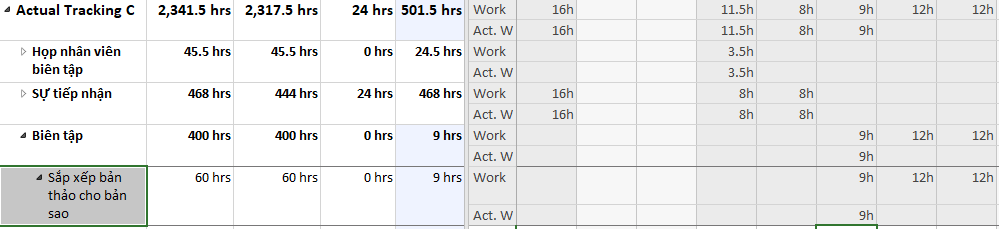 Actual Tracking C 2,341.5 hrs 2,317.5 hrs 24 hrs 501.5 hrs Work 16h 11.5h 8h 9h 12h 12h
Act. W 16h 11.5h 8h 9h
Họp nhân viên 45.5 hrs 45.5 hrs 0 hrs 24.5 hrs Work 3.5h
biên tập Act. W 3.5h
Sự tiếp nhận 468 hrs 444 hrs 24 hrs 468 hrs Work 16h 8h 8h
Act. W 16h 8h 8h
Biên tập 400 hrs 400 hrs 0 hrs 9 hrs Work 9h 12h 12h
Act. W 9h
Sắp xếp bản 60 hrs 60 hrs 0 hrs 9 hrs Work 9h 12h 12h
thảo cho bản
sao Act. W 9h